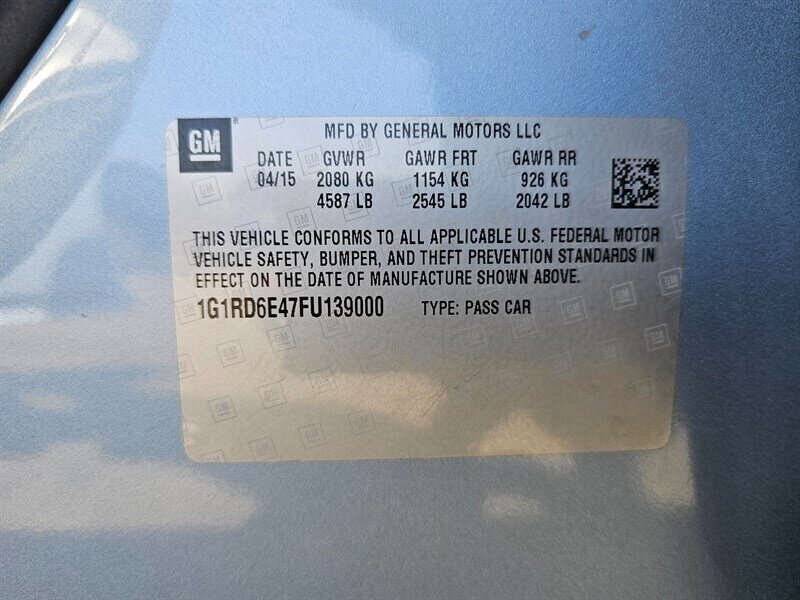 GM ®
MFD BY GENERAL MOTORS LLC
DATE GVWR GAWR FRT GAWR RR
04/15 2080 KG 1154 KG 926 KG
4587 LB 2545 LB 2042 LB
THIS VEHICLE CONFORMS TO ALL APPLICABLE U.S. FEDERAL MOTOR
VEHICLE SAFETY, BUMPER, AND THEFT PREVENTION STANDARDS IN
EFFECT ON THE DATE OF MANUFACTURE SHOWN ABOVE.
1G1RD6E47FU139000 TYPE: PASS CAR